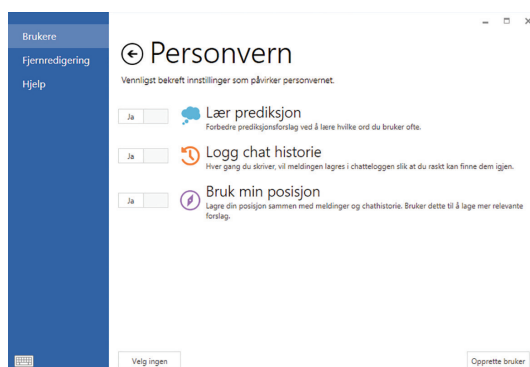 Brukere
Fjernredigering
Hjelp
Personvern
Vennligst bekreft innstillinger som påvirker personvernet.
Ja
Lær prediksjon
Forbedre prediksjonforslag ved å lære hvilke ord du bruker ofte.
Ja
Logg chat historie
Hver gang du skriver, vil meldingen lagres i chatteloggen slik at du raskt kan finne dem igjen.
Ja
Bruk min posisjon
Lagre din posisjon sammen med meldinger og chathistorie. Bruker dette til å lage mer relevante
forslag.
Velg ingen
Opprette bruker